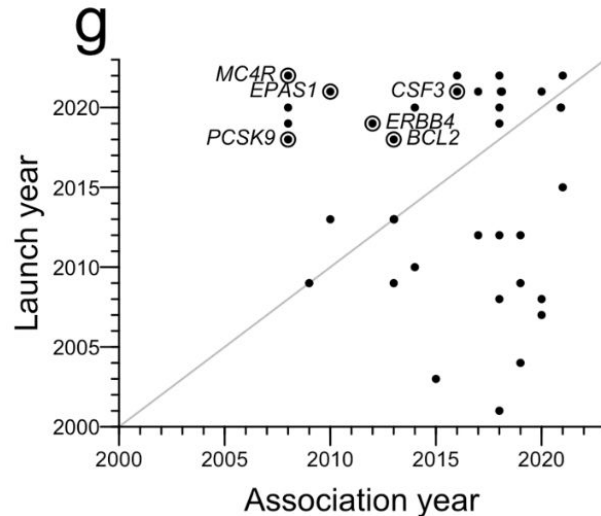 g
MC4R
EPAS1
CSF3
2020
ERBB4
PCSK9
BCL2
2015
Launch year
2010
2005
2000
2000 2005 2010 2015 2020
Association year